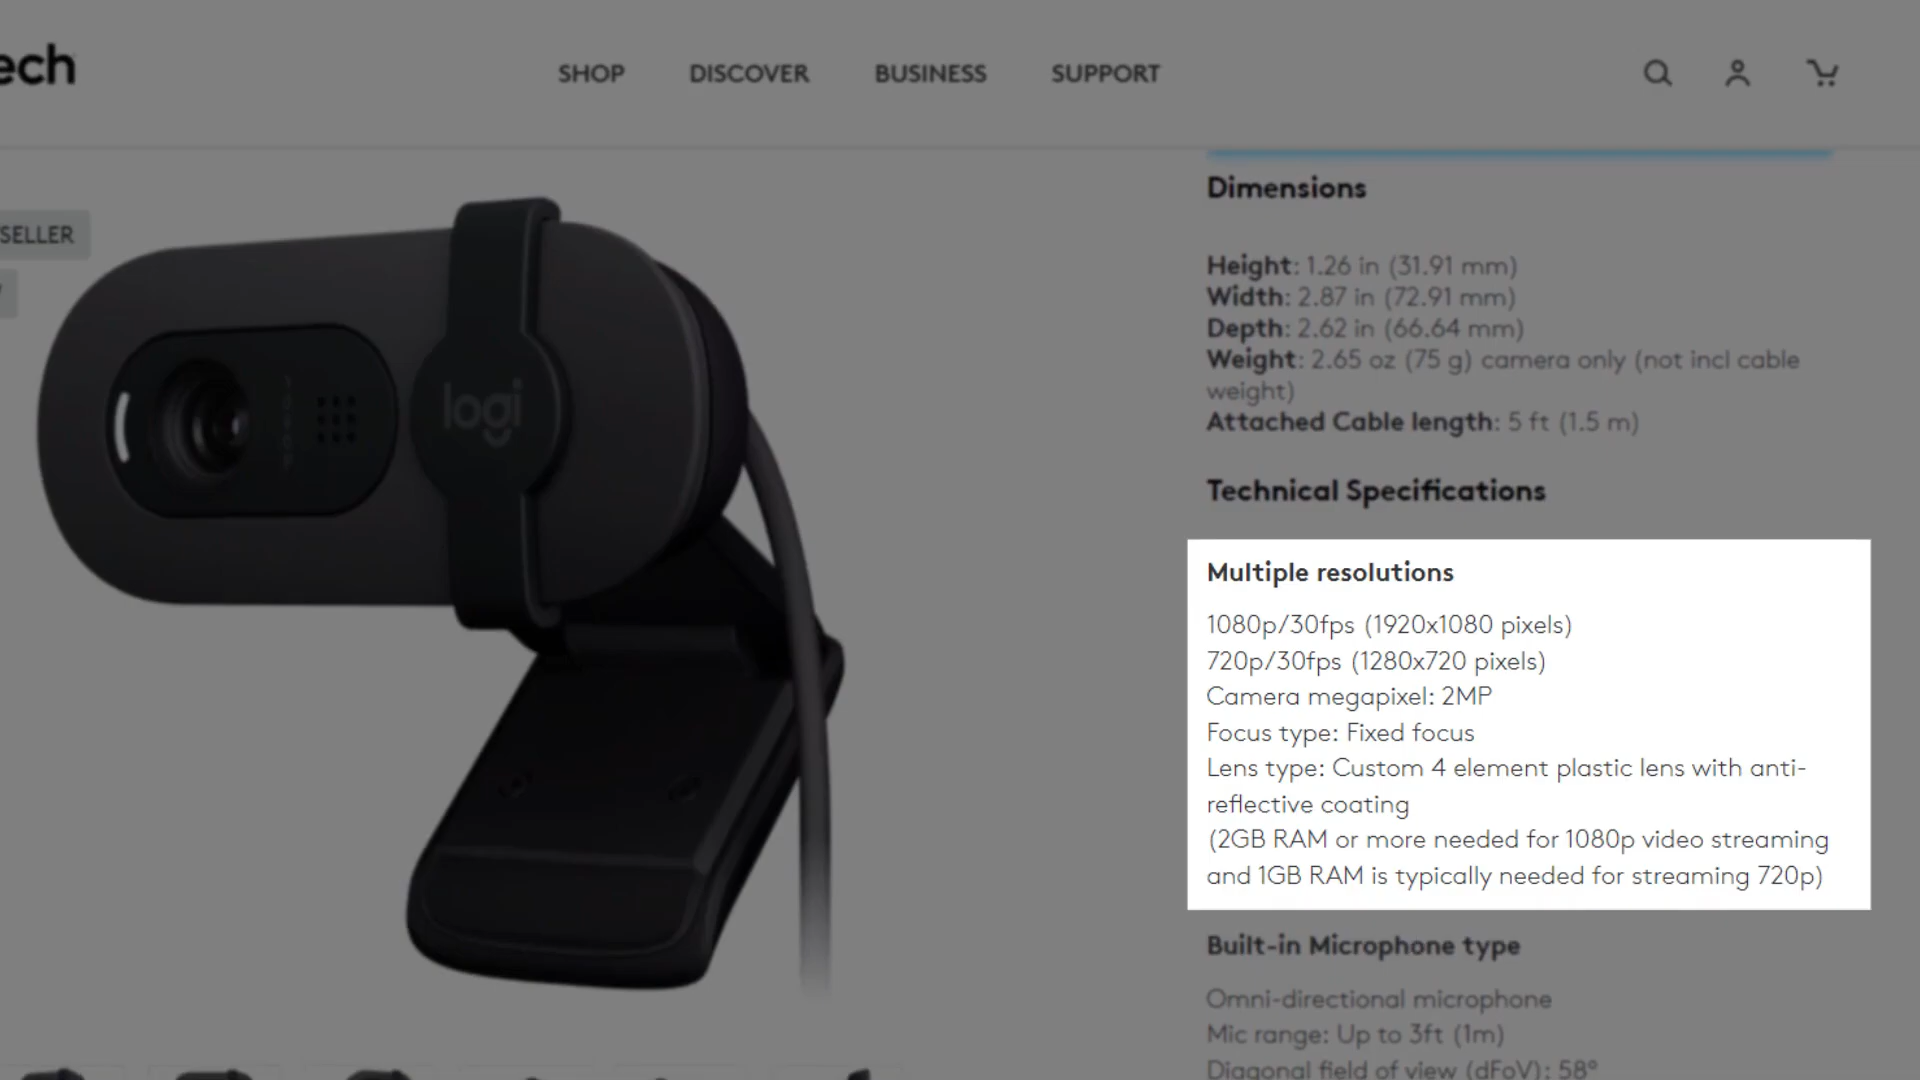 ech
SHOP DISCOVER BUSINESS SUPPORT
SELLER
logi
Dimensions
Height: 1.26 in (31.91 mm)
Width: 2.87 in (72.91 mm)
Depth: 2.62 in (66.64 mm)
Weight: 2.65 oz (75 g) camera only (not incl cable
weight)
Attached Cable length: 5 ft (1.5 m)
Technical Specifications
Multiple resolutions
1080p/30fps (1920x1080 pixels)
720p/30fps (1280x720 pixels)
Camera megapixel: 2MP
Focus type: Fixed focus
Lens type: Custom 4 element plastic lens with anti-
reflective coating
(2GB RAM or more needed for 1080p video streaming
and 1GB RAM is typically needed for streaming 720p)
Built-in Microphone type
Omni-directional microphone
Mic range: Up to 3ft (1m)
Diagonal field of view (dFoV): 58°